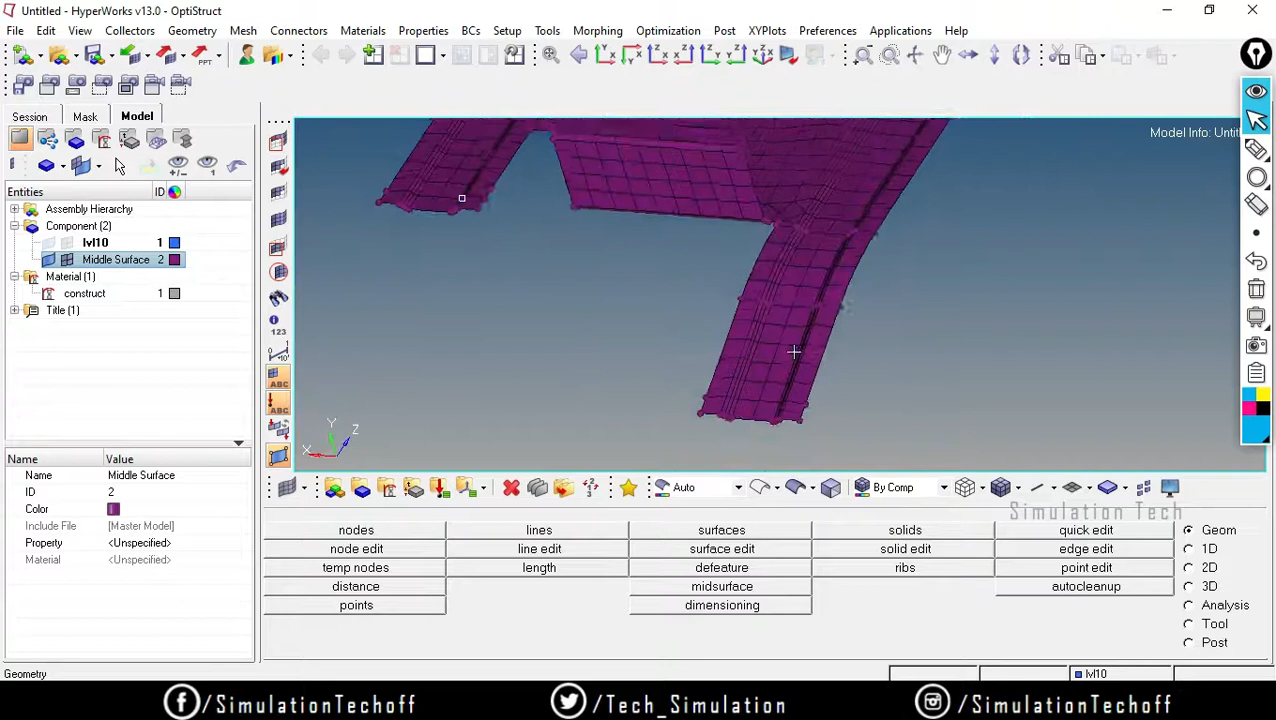 Untitled - HyperWorks v13.0 - OptiStruct
File Edit View Collectors Geometry Mesh Connectors Materials Properties BCs Setup Tools Morphing Optimization Post XYPlots Preferences Applications Help
Session Mask Model
Model Info: Untit
Entities ID
Assembly Hierarchy
Component (2)
lvl10 1
Middle Surface 2
Material (1)
construct 1
Title (1)
123
ABC
ABC
Y
Z
X
Name Value
Name Middle Surface
ID 2
Color
Include File [Master Model]
Property <Unspecified>
Material <Unspecified>
Auto By Comp
Simulation Tech
nodes lines surfaces solids quick edit Geom
node edit line edit surface edit solid edit edge edit 1D
temp nodes length defeature ribs point edit 2D
distance midsurface autocleanup 3D
points dimensioning Analysis
Tool
Post
Geometry lvl10
/SimulationTechoff /Tech_Simulation /SimulationTechoff